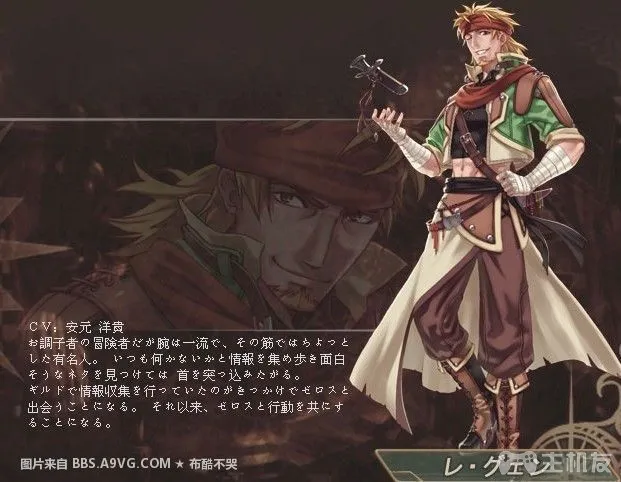 CV: 安元 洋貴
お調子者の冒険者だが腕は一流で、その筋ではちょっと
した有名人。 いつも何かないかと情報を集め歩き面白
そうなネタを見つけては 首を突っ込みたがる。
ギルドで情報収集を行っていたのがきっかけでゼロスと
出会うことになる。 それ以来、ゼロスと行動を共にす
ることになる。
图片来自 BBS.A9VG.COM ★ 布酷不哭
レ・グェン
主机友